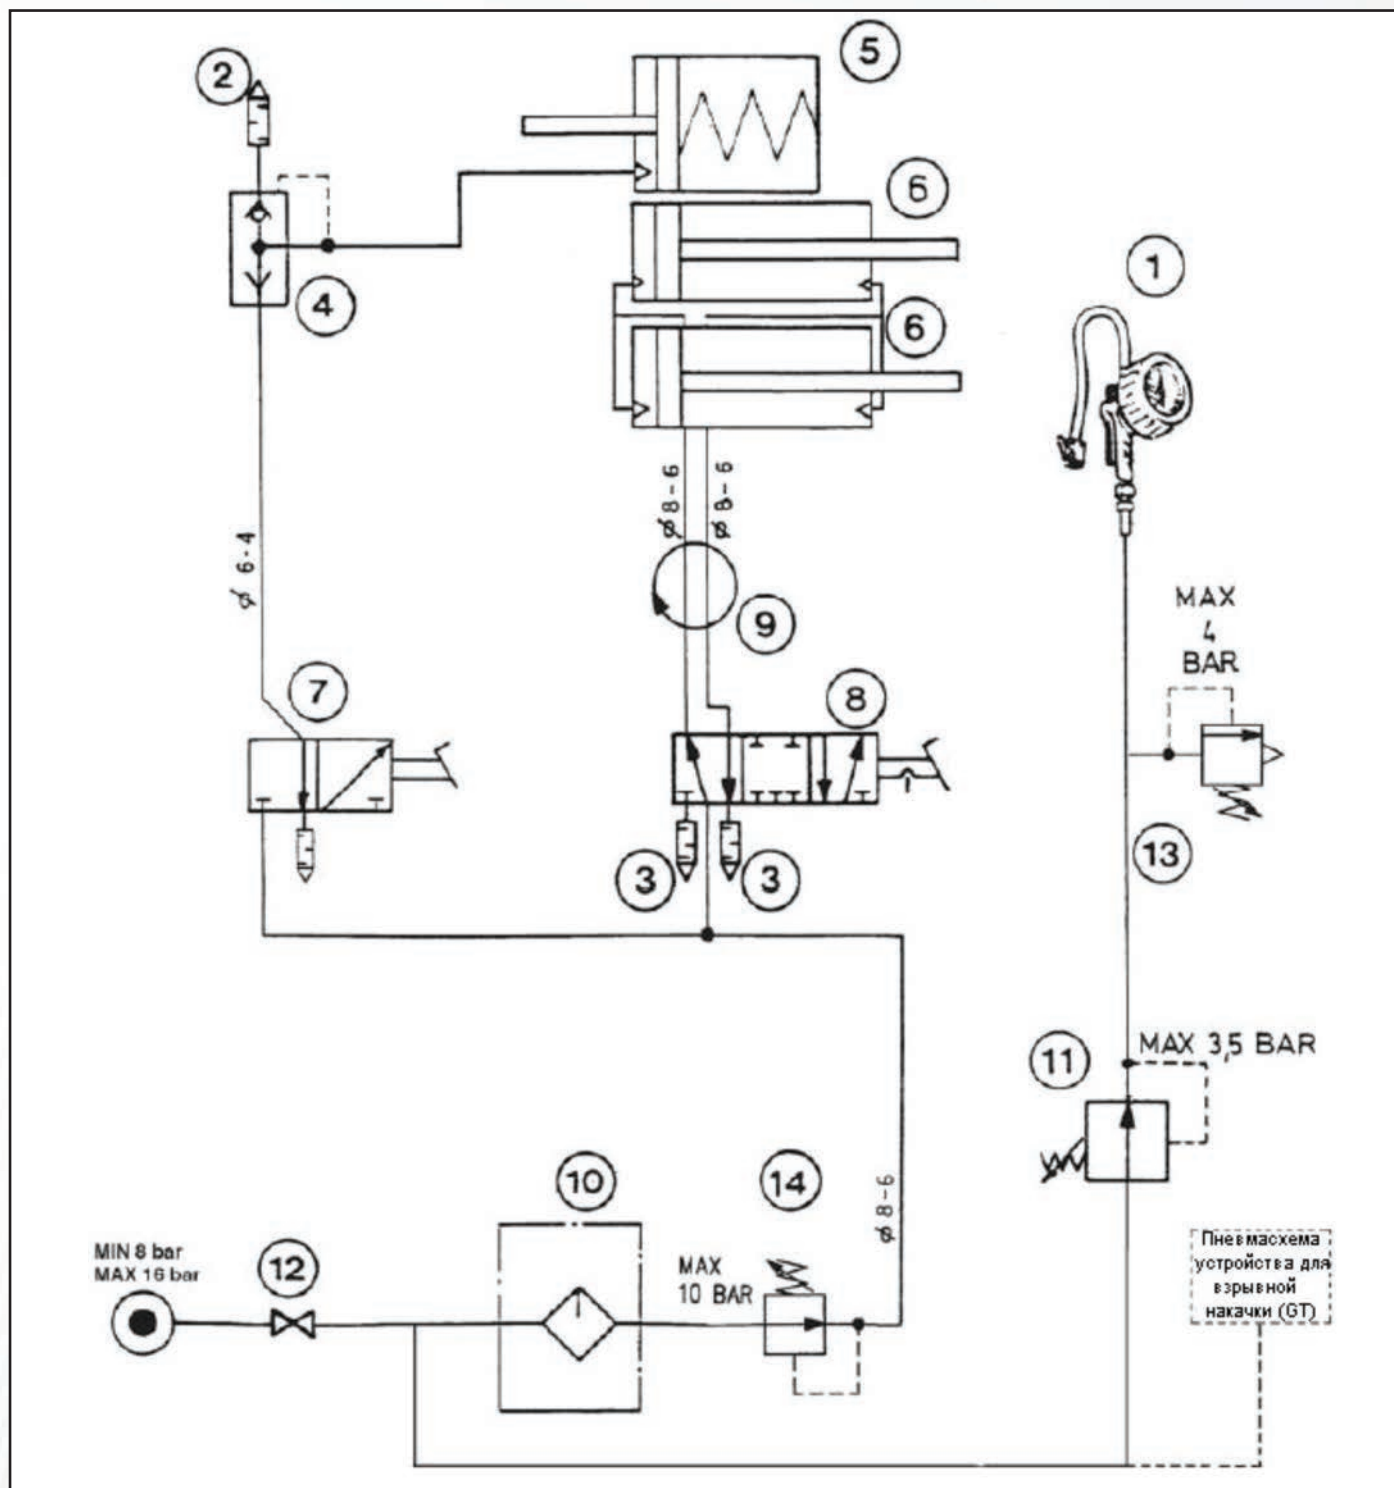 5
2
6
1
4
6
ø 8-6
ø 8-6
ø 6-4
MAX
4
BAR
9
7
8
13
3
3
MAX 3,5 BAR
11
10
14
ø 8-6
MIN 8 bar
MAX 16 bar
12
MAX
10 BAR
Пневмасхема
устройства для
взрывной
накачки (GT)